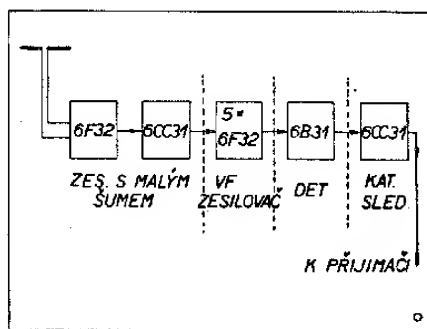 6F32
6CC31
5×
6F32
6B31
6CC31
ZES. S MALÝM
ŠUMEM
VF
ZESILOVAČ
DET
KAT.
SLED.
K PŘIJIMAČI